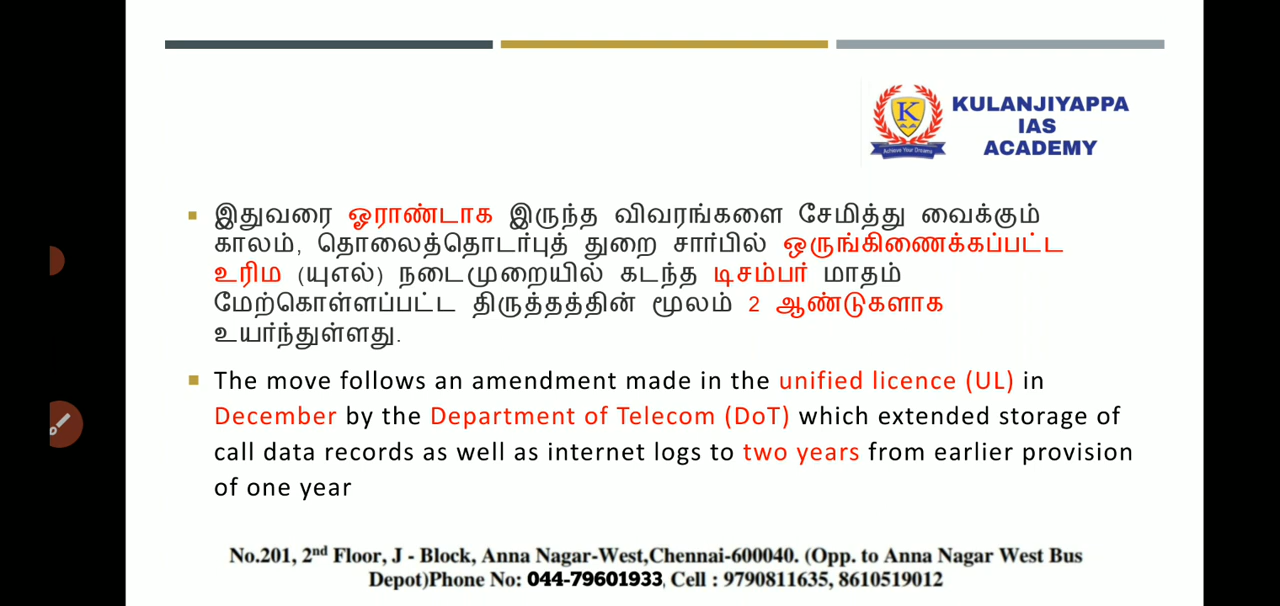 K
Achieve Your Dreams
KULANJIYAPPA
IAS
ACADEMY
இதுவரை ஓராண்டாக இருந்த விவரங்களை சேமித்து வைக்கும்
காலம், தொலைத்தொடர்புத் துறை சார்பில் ஒருங்கிணைக்கப்பட்ட
உரிம (யுஎல்) நடைமுறையில் கடந்த டிசம்பர் மாதம்
மேற்கொள்ளப்பட்ட திருத்தத்தின் மூலம் 2 ஆண்டுகளாக
உயர்ந்துள்ளது.
The move follows an amendment made in the unified licence (UL) in
December by the Department of Telecom (DoT) which extended storage of
call data records as well as internet logs to two years from earlier provision
of one year
No.201, 2nd Floor, J - Block, Anna Nagar-West,Chennai-600040. (Opp. to Anna Nagar West Bus
Depot)Phone No: 044-79601933, Cell : 9790811635, 8610519012